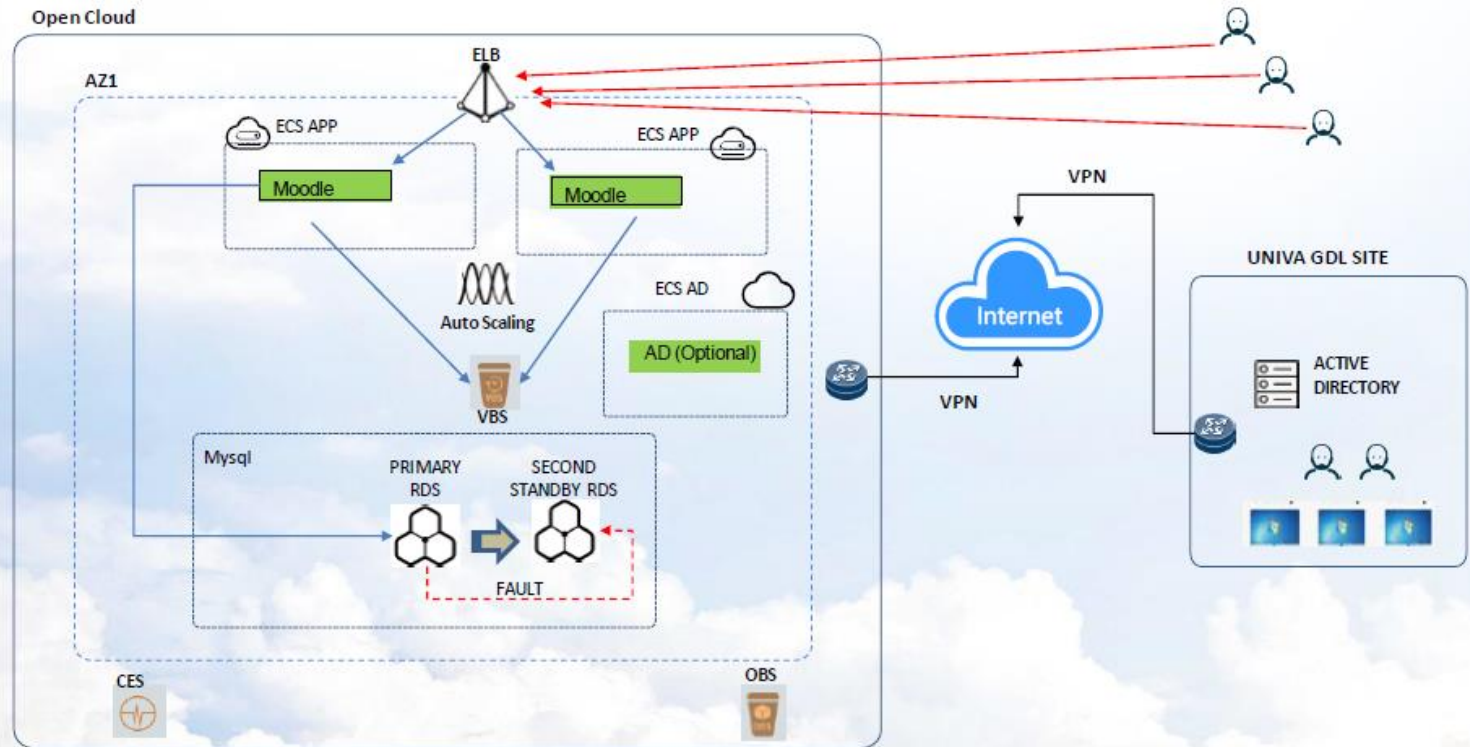 Open Cloud
ELB
AZ1
ECS APP
ECS APP
Moodle
Moodle
VPN
UNIVA GDL SITE
ECS AD
Auto Scaling
Internet
AD (Optional)
ACTIVE
DIRECTORY
VPN
VBS
Mysql
PRIMARY
RDS
SECOND
STANDBY RDS
FAULT
CES
OBS